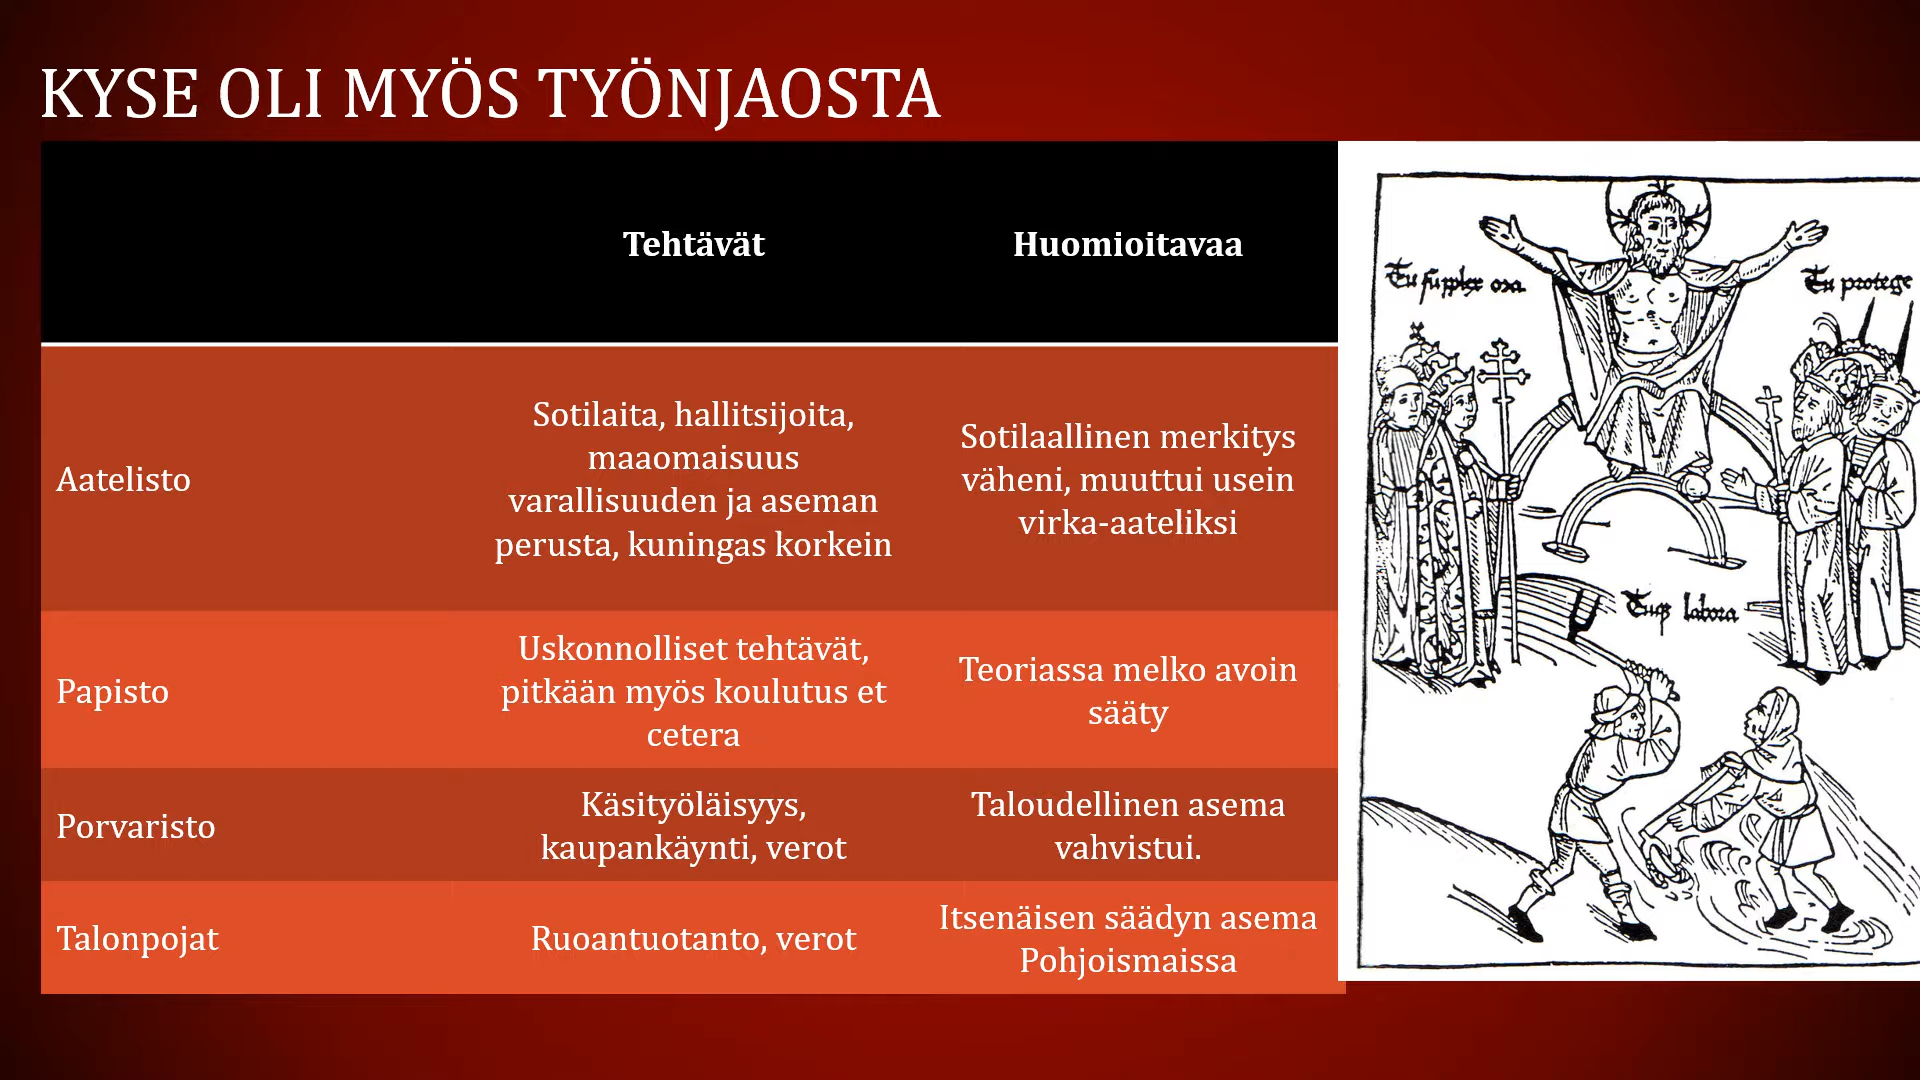 KYSE OLI MYÖS TYÖNJAOSTA
Tehtävät
Huomioitavaa
Aatelisto
Sotilaita, hallitsijoita,
maaomaisuus
varallisuuden ja aseman
perusta, kuningas korkein
Sotilaallinen merkitys
väheni, muuttui usein
virka-aateliksi
Papisto
Uskonnolliset tehtävät,
pitkään myös koulutus et
cetera
Teoriassa melko avoin
sääty
Porvaristo
Käsityöläisyys,
kaupankäynti, verot
Taloudellinen asema
vahvistui.
Talonpojat
Ruoantuotanto, verot
Itsenäisen säädyn asema
Pohjoismaissa
Tu supplex ora
Tu protege
Tuq labora